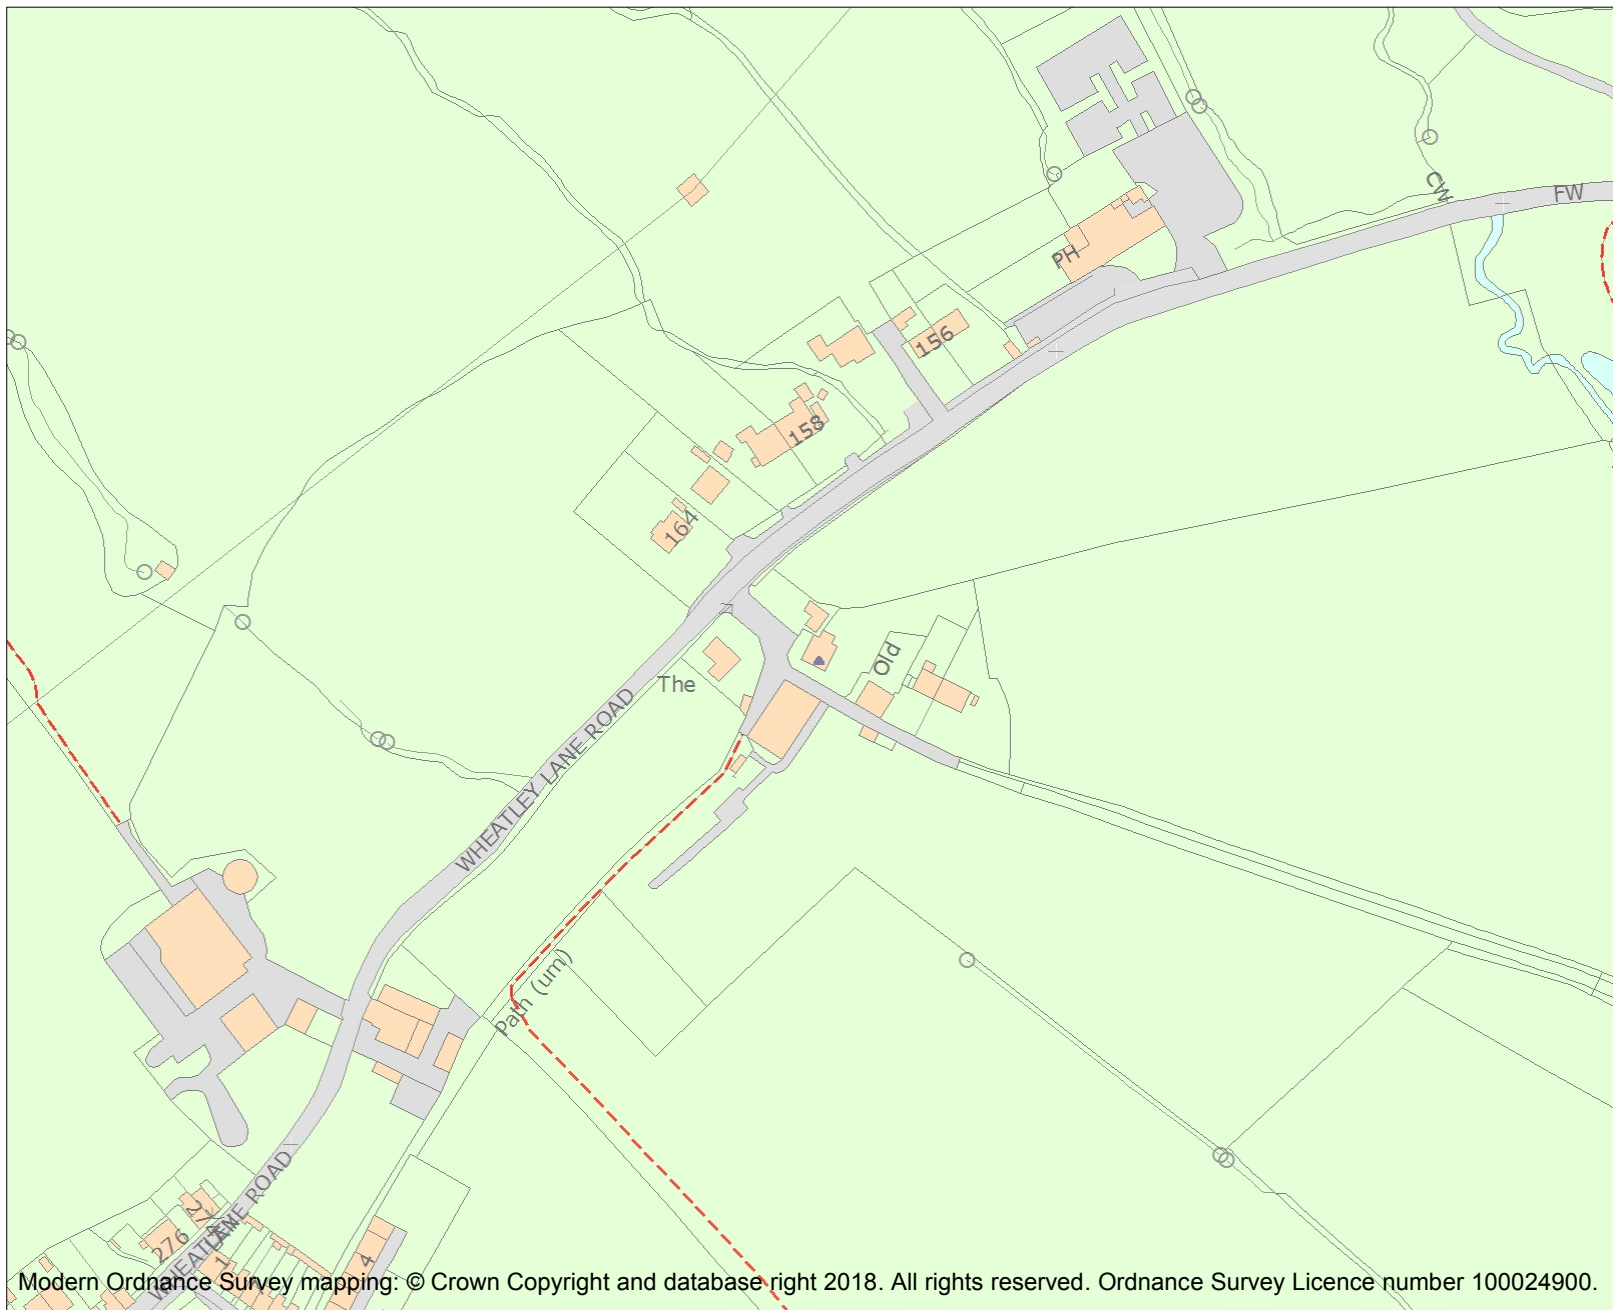 CW
FW
PH
156
158
164
Old
The
WHEATLEY LANE ROAD
Path (um)
276
1
4
Modern Ordnance Survey mapping: © Crown Copyright and database right 2018. All rights reserved. Ordnance Survey Licence number 100024900.